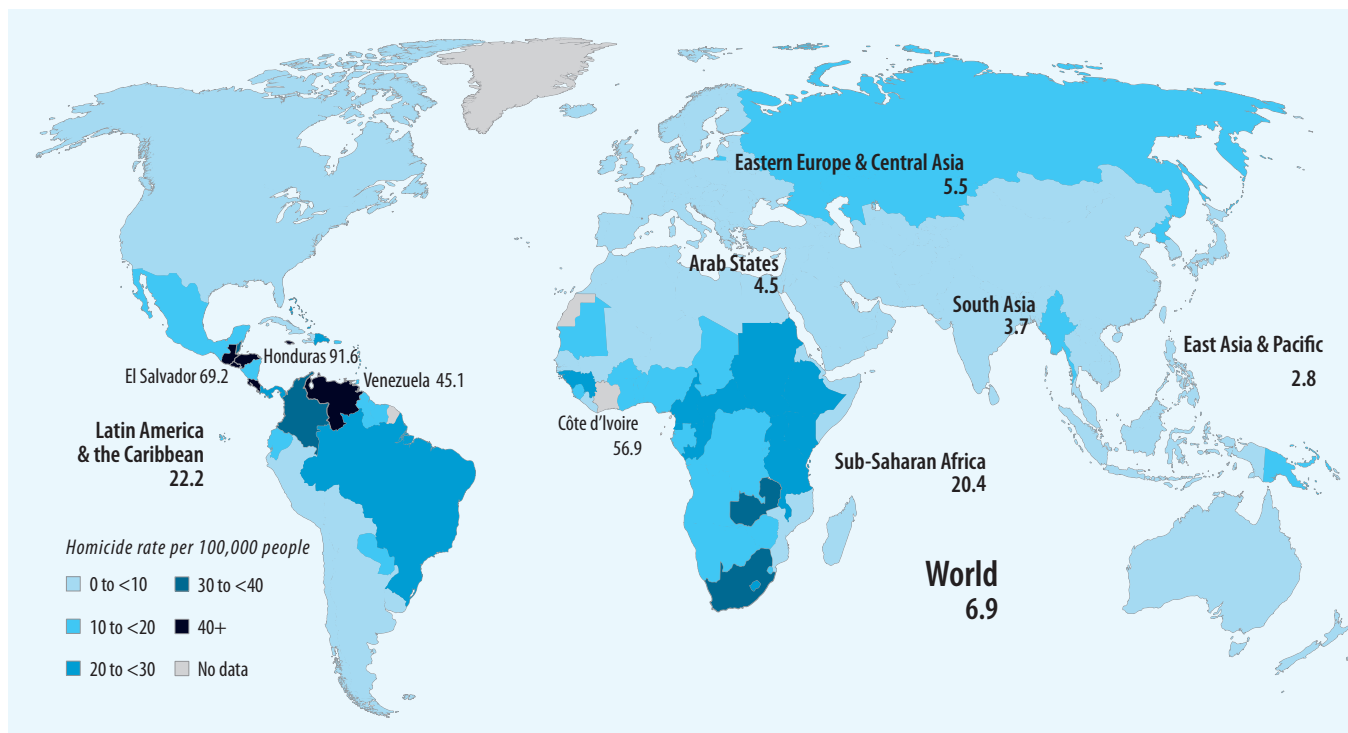 Eastern Europe & Central Asia
5.5
Arab States
4.5
South Asia
3.7
East Asia & Pacific
2.8
Honduras 91.6
El Salvador 69.2
Venezuela 45.1
Côte d’Ivoire
56.9
Latin America
& the Caribbean
22.2
Sub-Saharan Africa
20.4
World
6.9
Homicide rate per 100,000 people
0 to <10
30 to <40
10 to <20
40+
20 to <30
No data